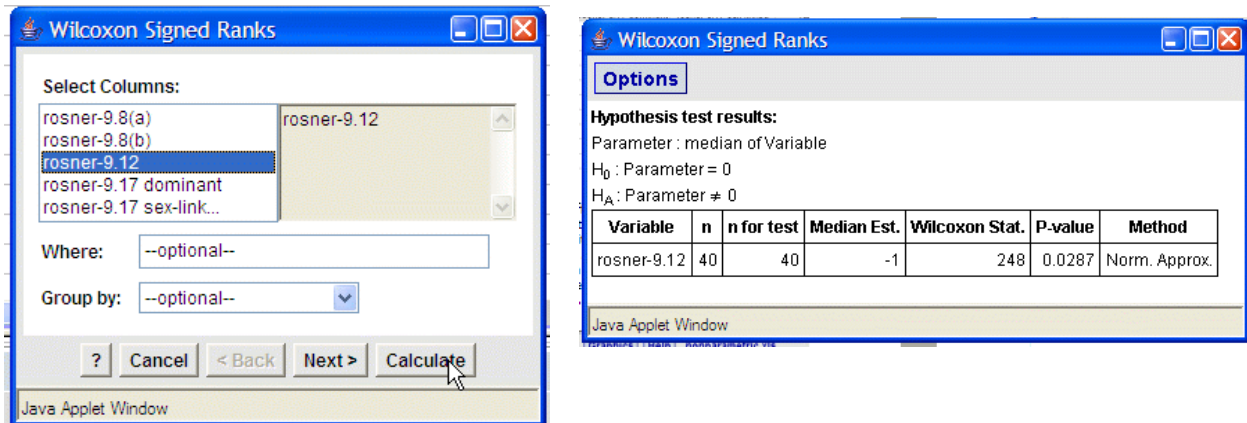 Wilcoxon Signed Ranks
Select Columns:
rosner-9.8(a)
rosner-9.8(b)
rosner-9.12
rosner-9.17 dominant
rosner-9.17 sex-link...
rosner-9.12
Where:
--optional--
Group by:
--optional--
?
Cancel
< Back
Next >
Calculate
Java Applet Window
Wilcoxon Signed Ranks
Options
Hypothesis test results:
Parameter : median of Variable
H0 : Parameter = 0
HA : Parameter ≠ 0
Variable n n for test Median Est. Wilcoxon Stat. P-value Method
rosner-9.12 40 40 -1 248 0.0287 Norm. Approx.
Java Applet Window